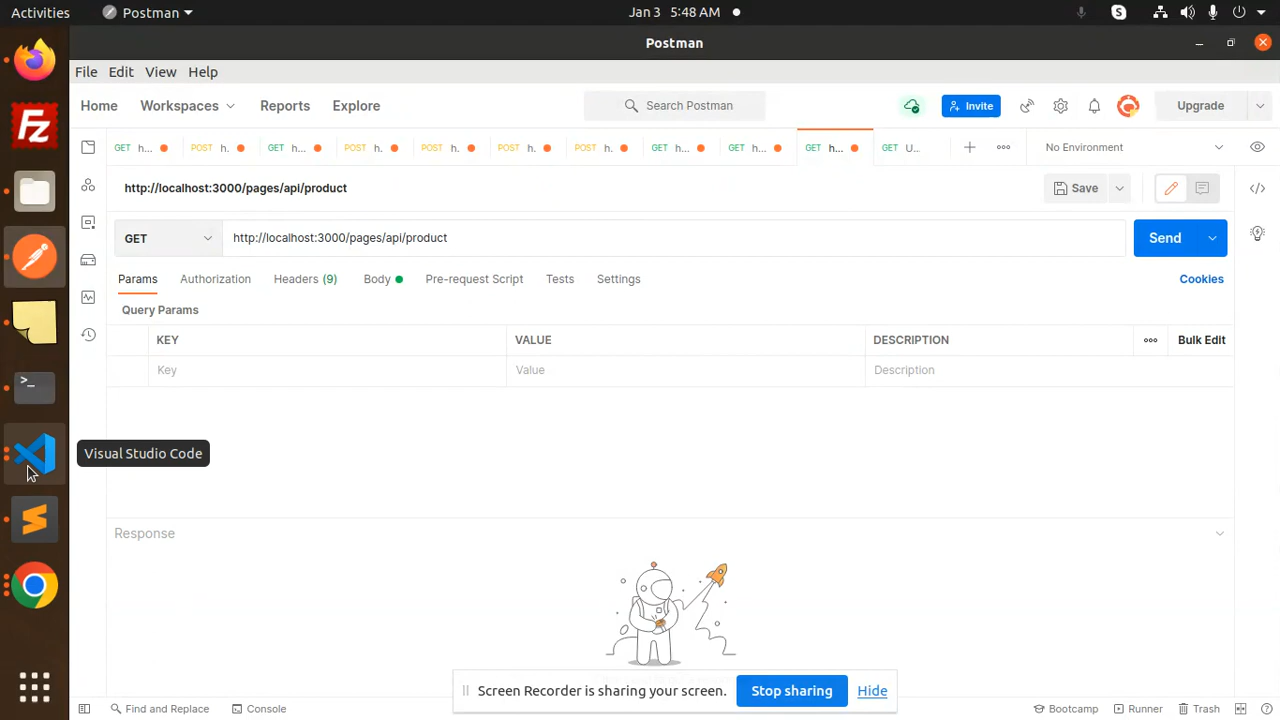 Activities Postman Jan 3 5:48 AM
Postman
File Edit View Help
Home Workspaces Reports Explore Search Postman Invite Upgrade
GET h... POST h. GET h... POST h. POST h. POST h. POST h. GET h... GET h... GET h... GET U... No Environment
http://localhost:3000/pages/api/product Save
GET http://localhost:3000/pages/api/product Send
Params Authorization Headers (9) Body Pre-request Script Tests Settings Cookies
Query Params
KEY VALUE DESCRIPTION Bulk Edit
Key Value Description
Visual Studio Code
Response
Screen Recorder is sharing your screen. Stop sharing Hide
Find and Replace Console Bootcamp Runner Trash